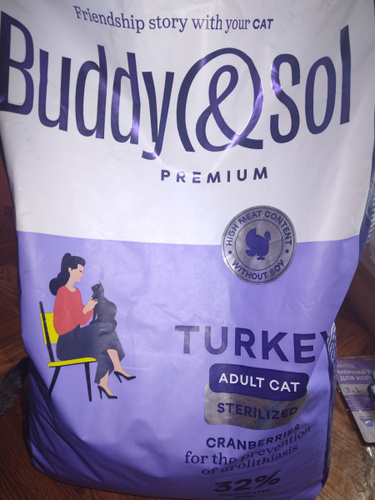 Friendship story with your CAT
Buddy & Sol
PREMIUM
HIGH MEAT CONTENT
WITHOUT SOY
TURKEY
ADULT CAT
STERILIZED
CRANBERRIES
for the prevention
of urolithiasis
32%